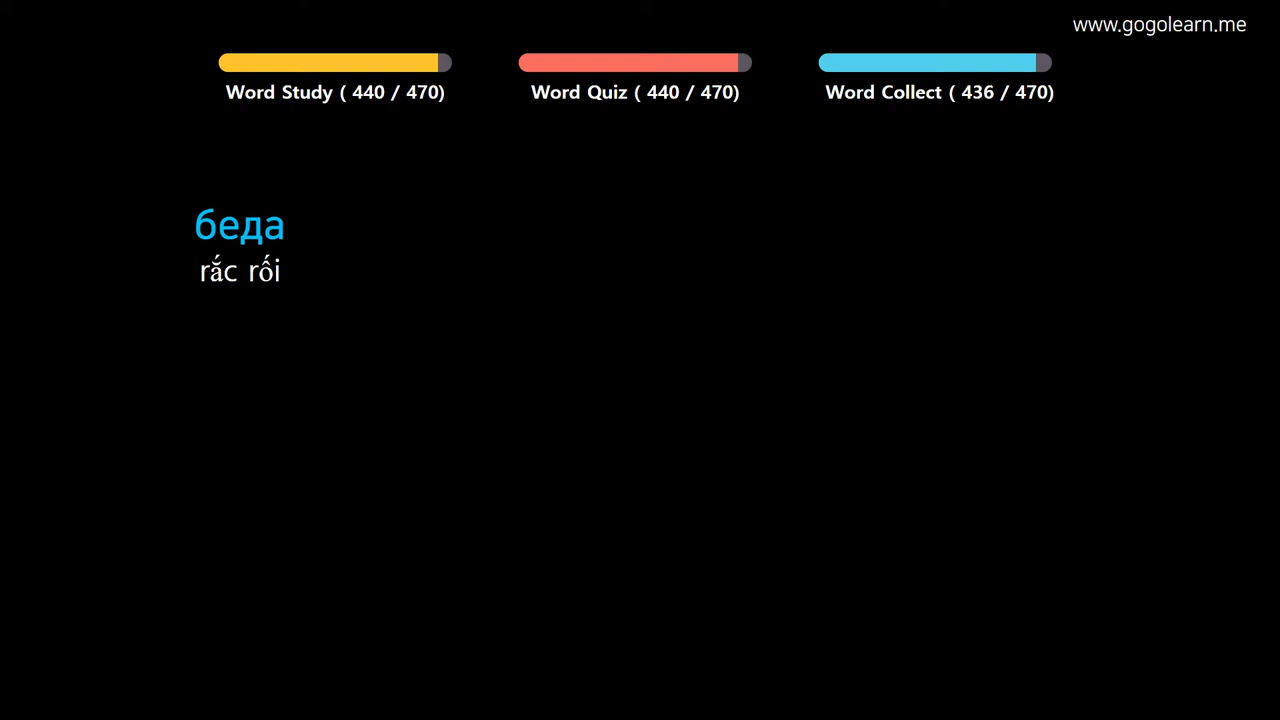 www.gogolearn.me
Word Study ( 440 / 470)
Word Quiz ( 440 / 470)
Word Collect ( 436 / 470)
беда
rắc rối